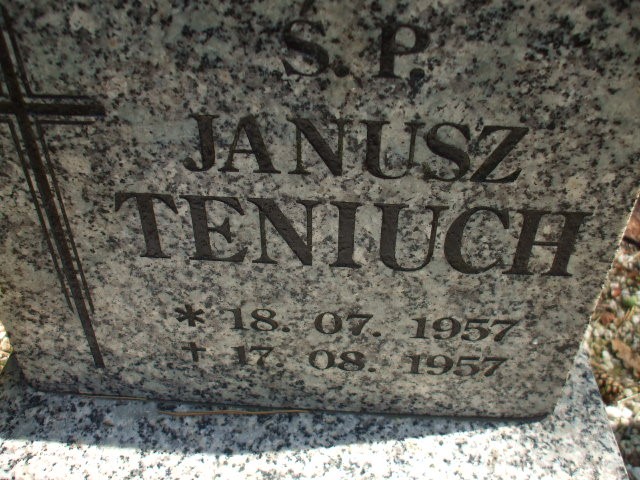 Ś. P.
JANUSZ
TENIUCH
* 18. 07. 1957
† 17. 08. 1957